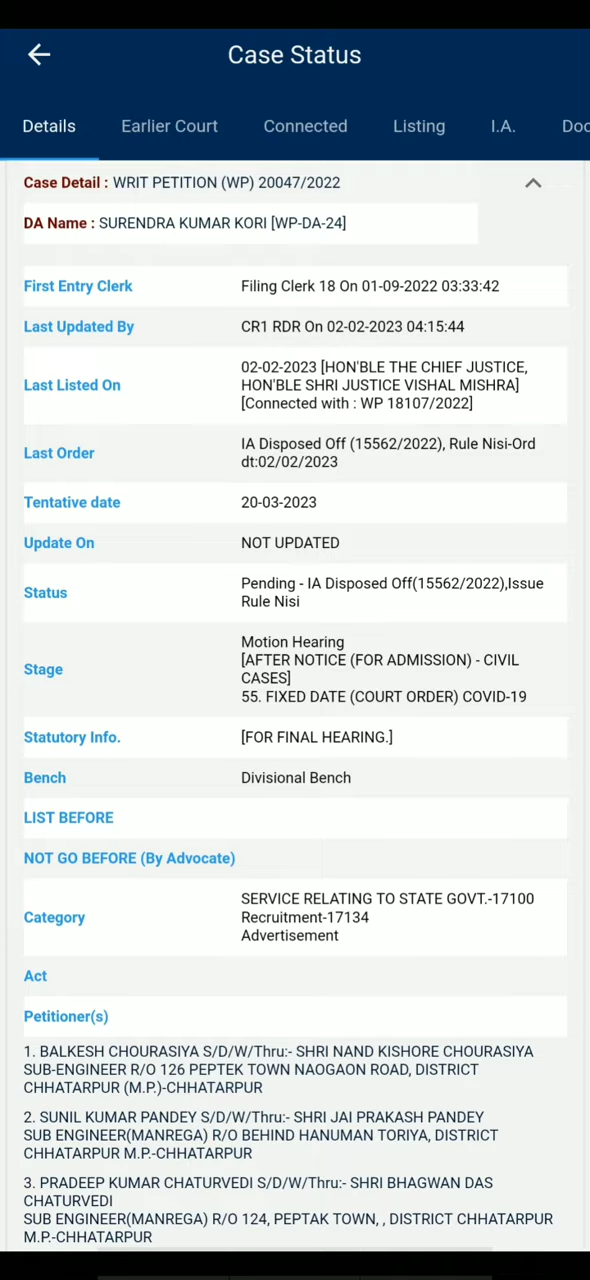 Case Status
Details Earlier Court Connected Listing I.A. Doc
Case Detail : WRIT PETITION (WP) 20047/2022
DA Name : SURENDRA KUMAR KORI [WP-DA-24]
First Entry Clerk Filing Clerk 18 On 01-09-2022 03:33:42
Last Updated By CR1 RDR On 02-02-2023 04:15:44
Last Listed On 02-02-2023 [HON'BLE THE CHIEF JUSTICE,
HON'BLE SHRI JUSTICE VISHAL MISHRA]
[Connected with : WP 18107/2022]
Last Order IA Disposed Off (15562/2022), Rule Nisi-Ord
dt:02/02/2023
Tentative date 20-03-2023
Update On NOT UPDATED
Status Pending - IA Disposed Off(15562/2022),Issue
Rule Nisi
Stage Motion Hearing
[AFTER NOTICE (FOR ADMISSION) - CIVIL
CASES]
55. FIXED DATE (COURT ORDER) COVID-19
Statutory Info. [FOR FINAL HEARING.]
Bench Divisional Bench
LIST BEFORE
NOT GO BEFORE (By Advocate)
Category SERVICE RELATING TO STATE GOVT.-17100
Recruitment-17134
Advertisement
Act
Petitioner(s)
1. BALKESH CHOURASIYA S/D/W/Thru:- SHRI NAND KISHORE CHOURASIYA
SUB-ENGINEER R/O 126 PEPTEK TOWN NAOGAON ROAD, DISTRICT
CHHATARPUR (M.P.)-CHHATARPUR
2. SUNIL KUMAR PANDEY S/D/W/Thru:- SHRI JAI PRAKASH PANDEY
SUB ENGINEER(MANREGA) R/O BEHIND HANUMAN TORIYA, DISTRICT
CHHATARPUR M.P.-CHHATARPUR
3. PRADEEP KUMAR CHATURVEDI S/D/W/Thru:- SHRI BHAGWAN DAS
CHATURVEDI
SUB ENGINEER(MANREGA) R/O 124, PEPTAK TOWN, , DISTRICT CHHATARPUR
M.P.-CHHATARPUR